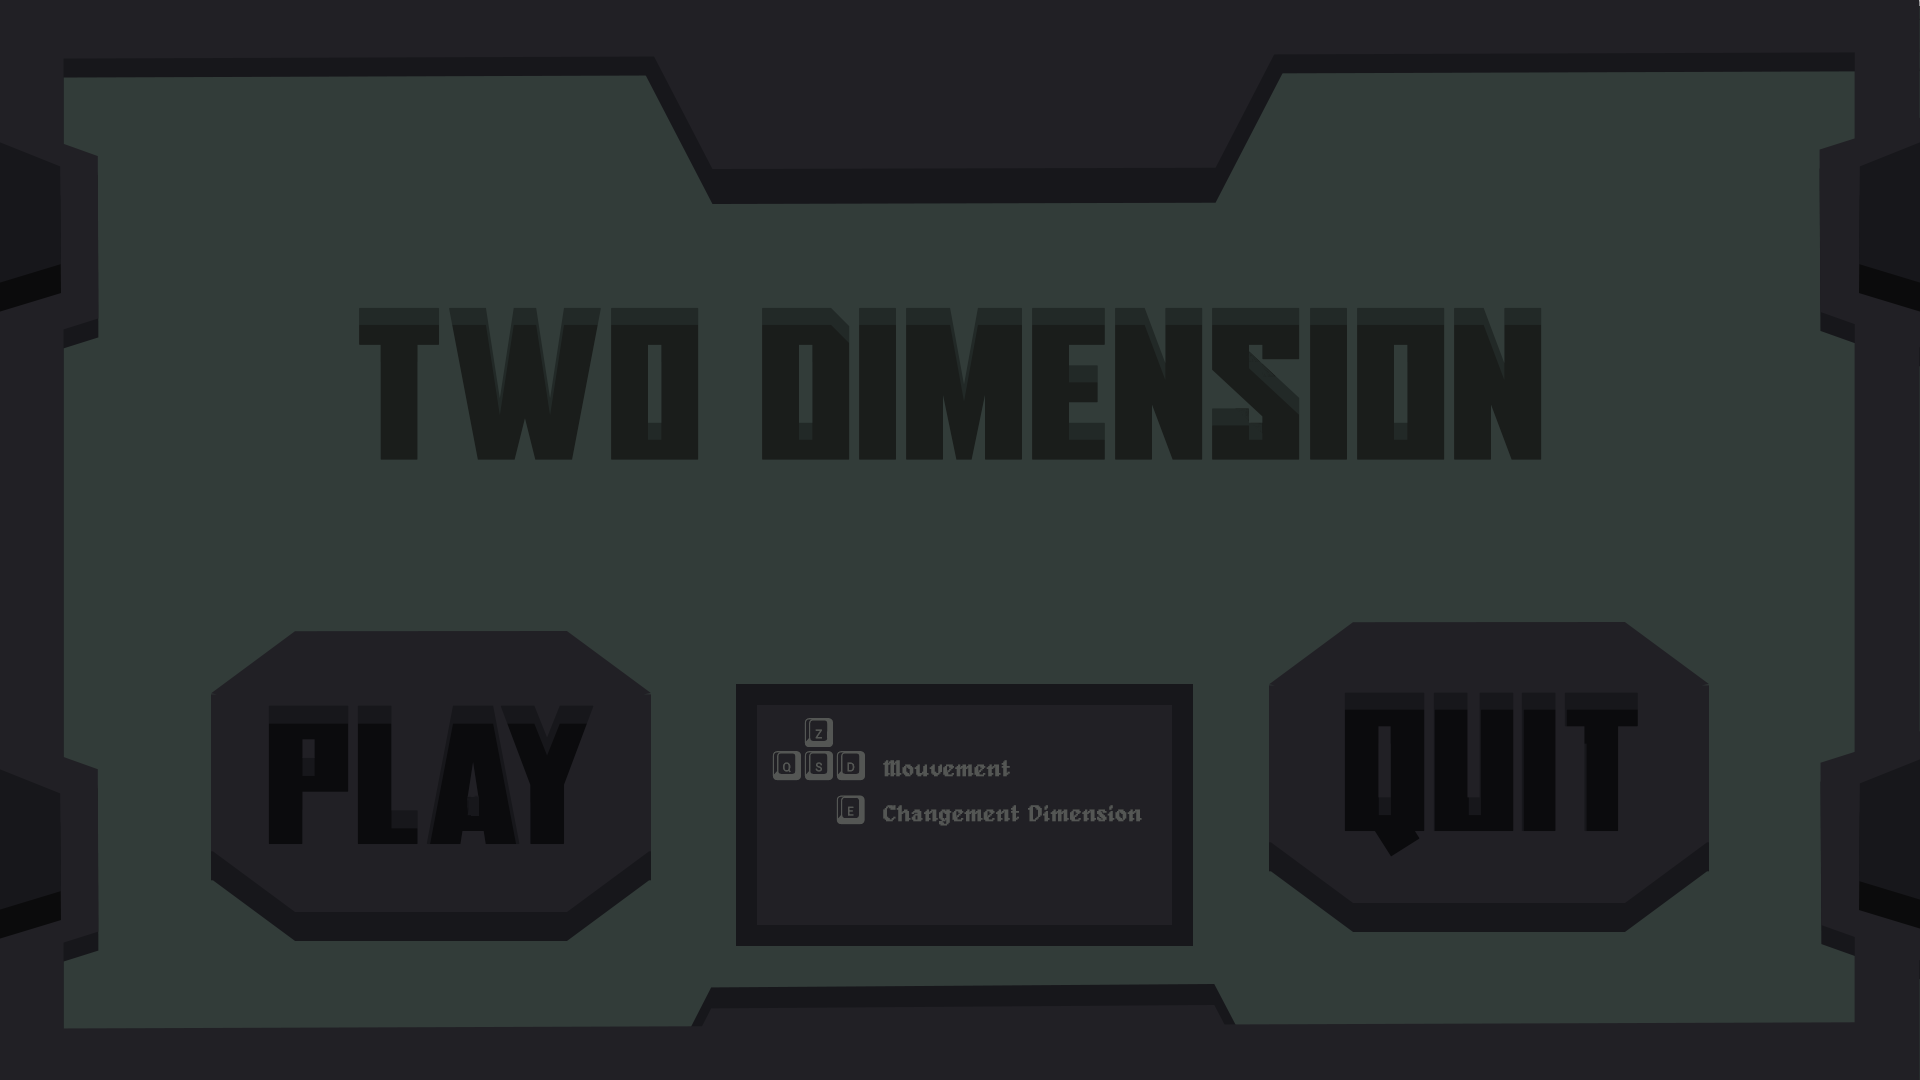 TWO DIMENSION
PLAY
Z
Q S D Mouvement
E Changement Dimension
QUIT